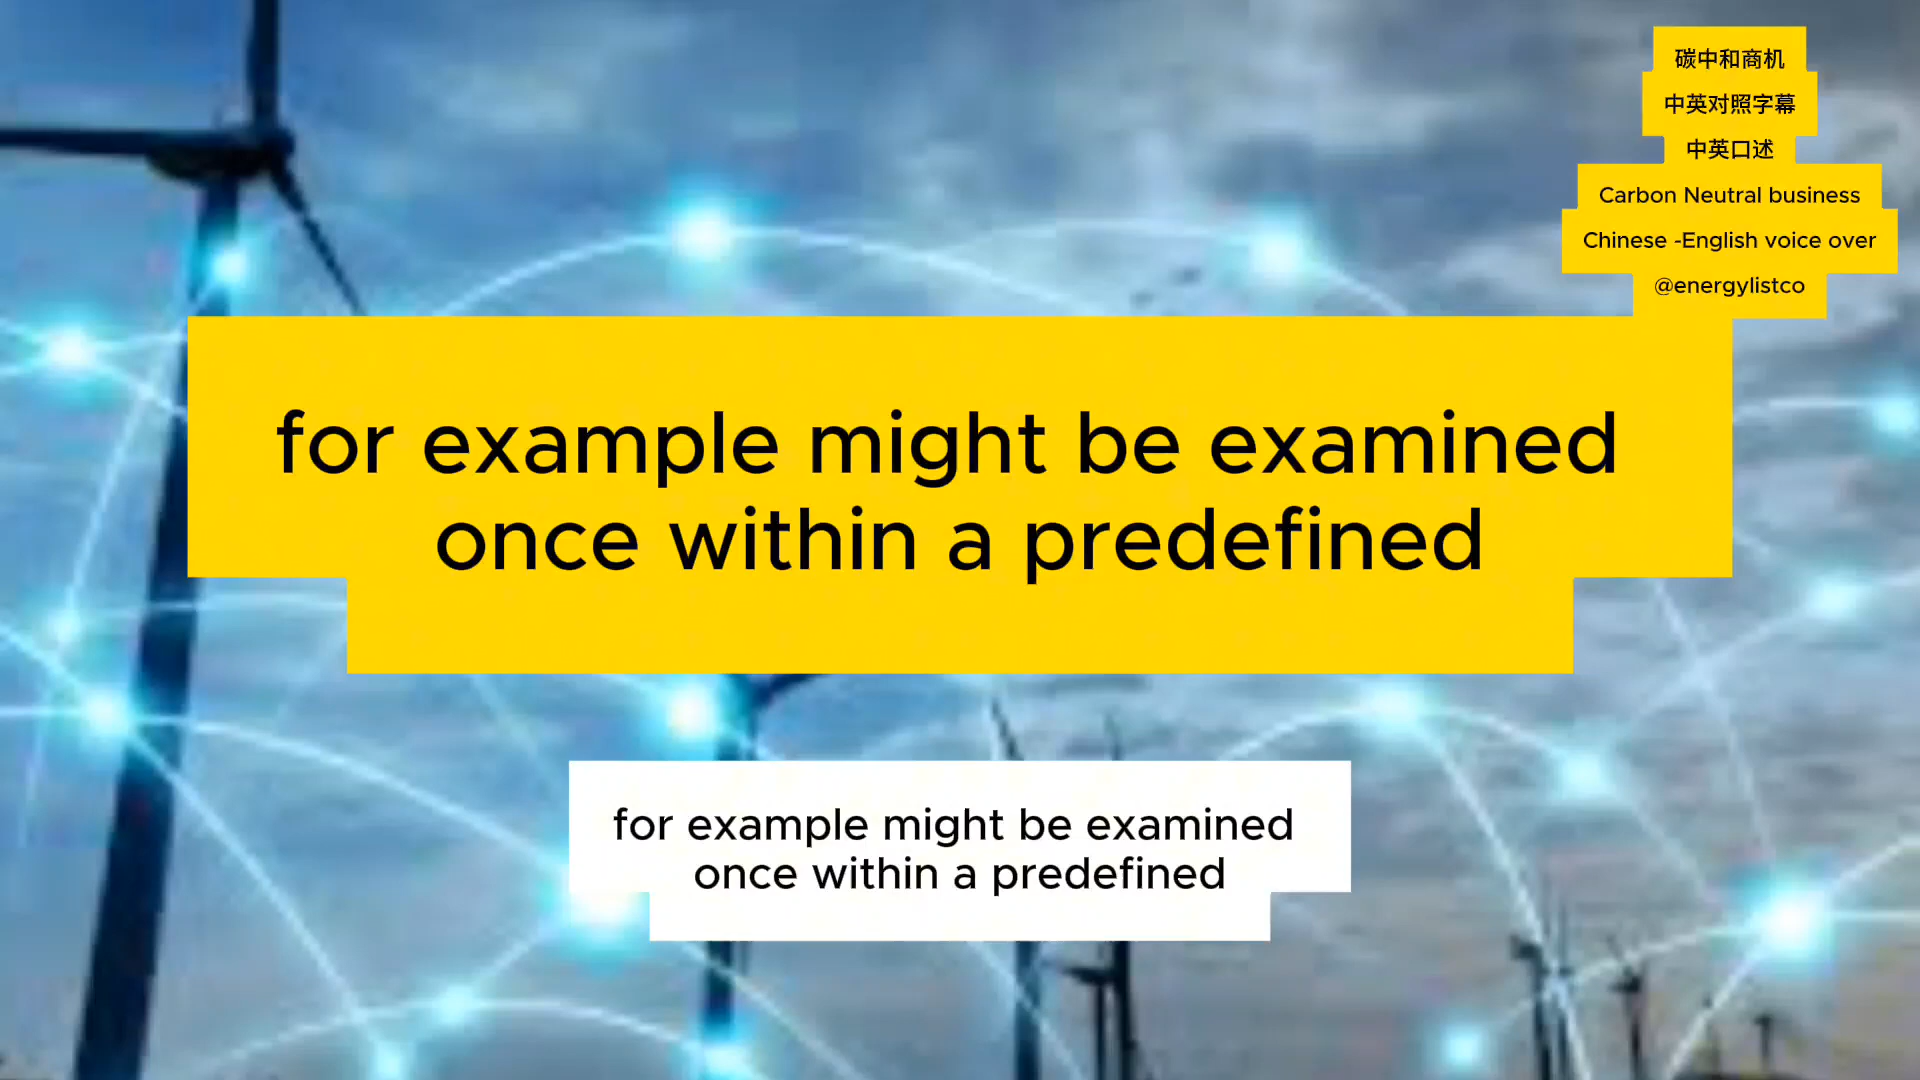 碳中和商机
中英对照字幕
中英口述
Carbon Neutral business
Chinese -English voice over
@energylistco
for example might be examined
once within a predefined
for example might be examined
once within a predefined